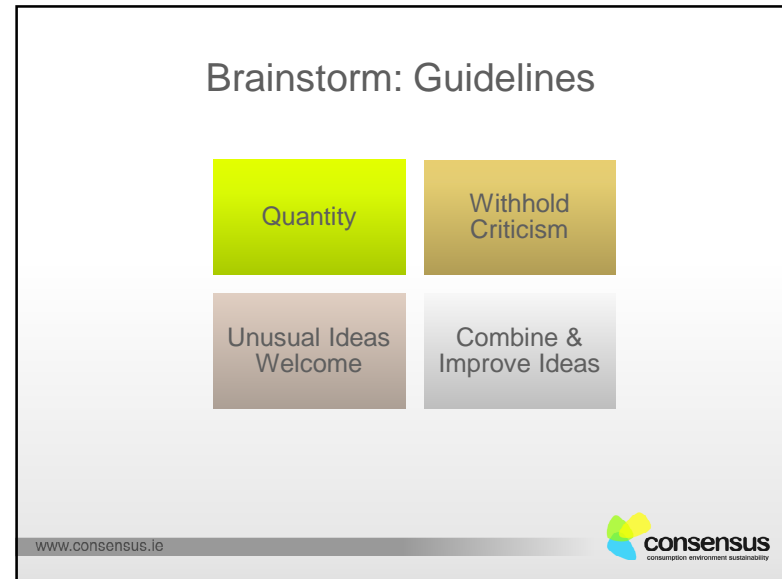 Brainstorm: Guidelines
Quantity
Withhold
Criticism
Unusual Ideas
Welcome
Combine &
Improve Ideas
www.consensus.ie
consensus
consumption environment sustainability